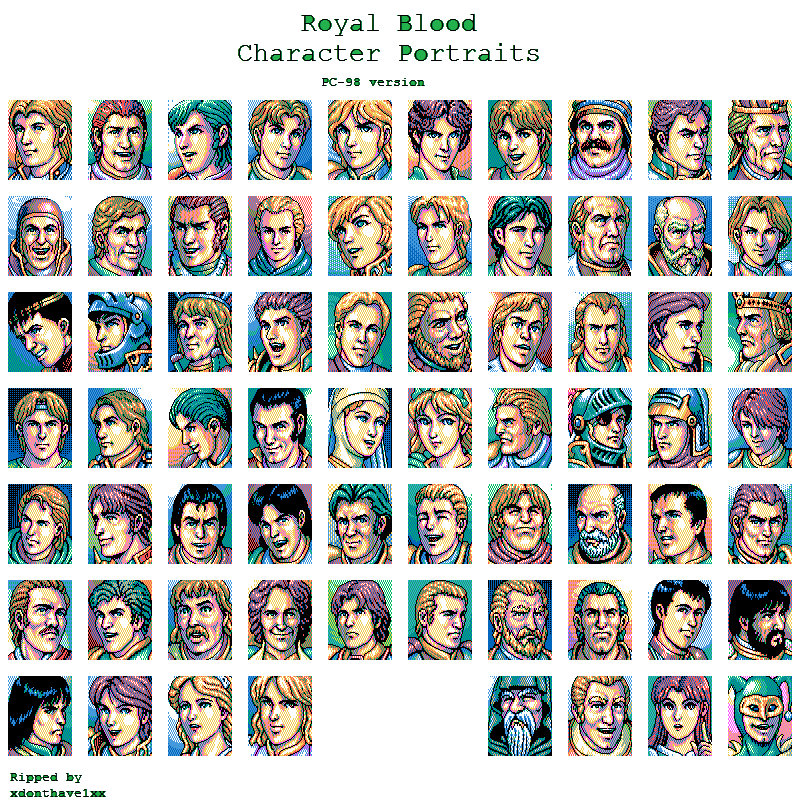 Royal Blood
Character Portraits
PC-98 version
Ripped by
xdonthave1xx